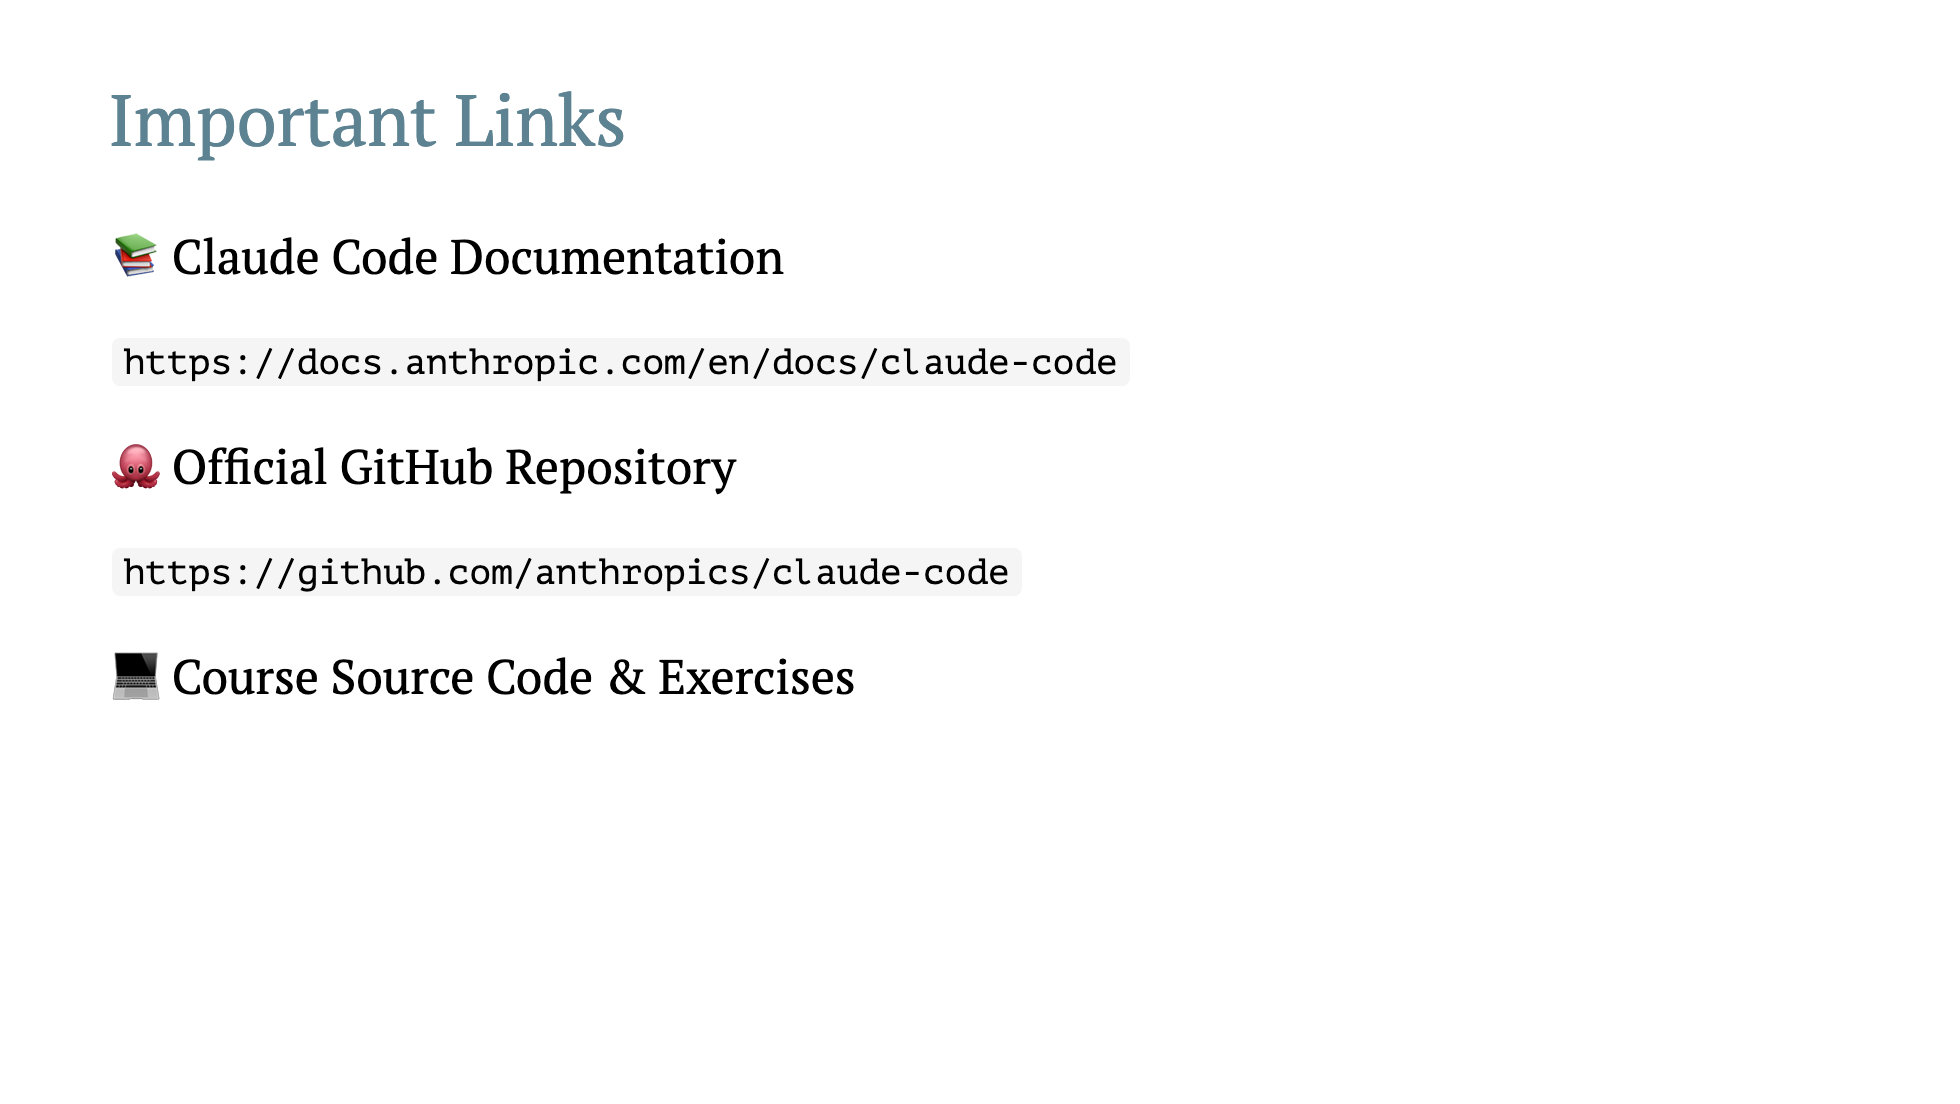 Important Links
📚 Claude Code Documentation
https://docs.anthropic.com/en/docs/claude-code
🐙 Official GitHub Repository
https://github.com/anthropics/claude-code
💻 Course Source Code & Exercises